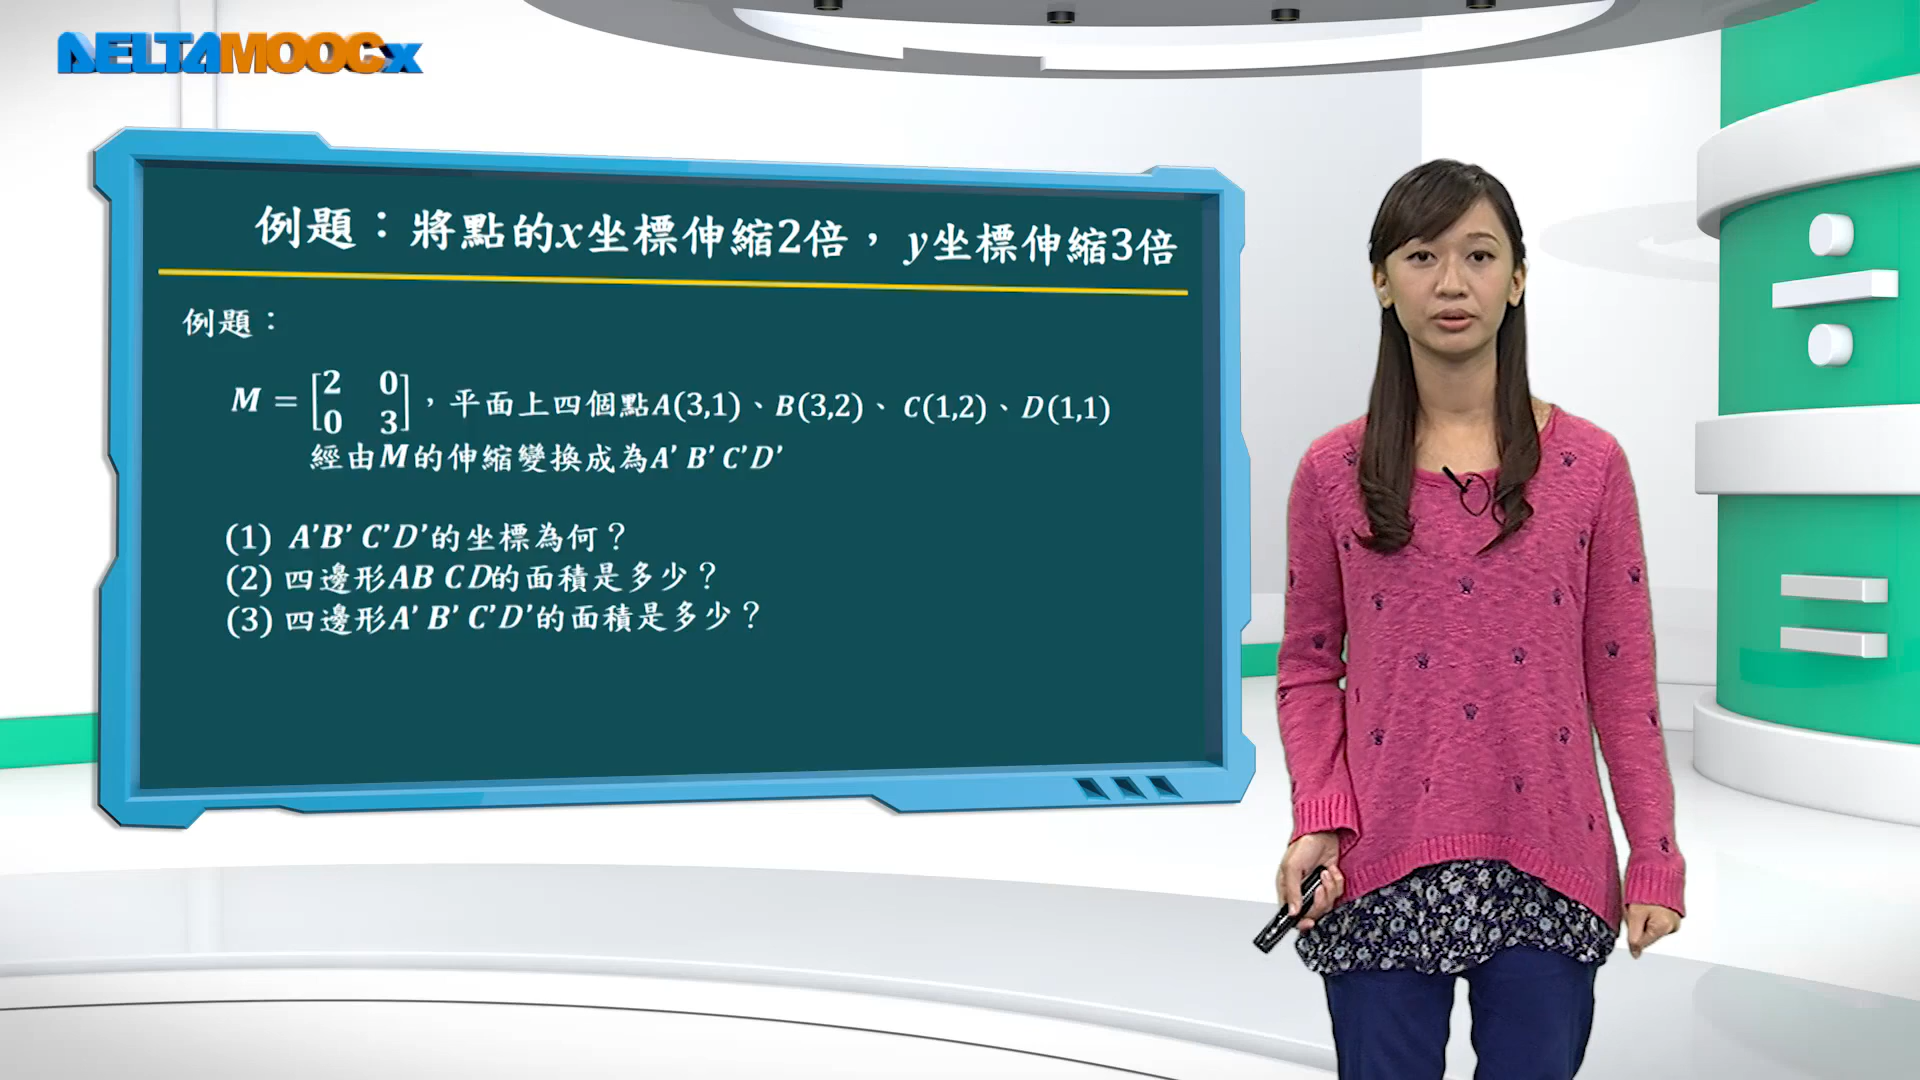 DELTAMOOCx
例題：將點的x坐標伸縮2倍，y坐標伸縮3倍
例題：
M = [2 0
0 3]，平面上四個點A(3,1)、B(3,2)、C(1,2)、D(1,1)
經由M的伸縮變換成為A' B' C'D'
(1) A'B' C'D'的坐標為何？
(2) 四邊形AB CD的面積是多少？
(3) 四邊形A' B' C'D'的面積是多少？